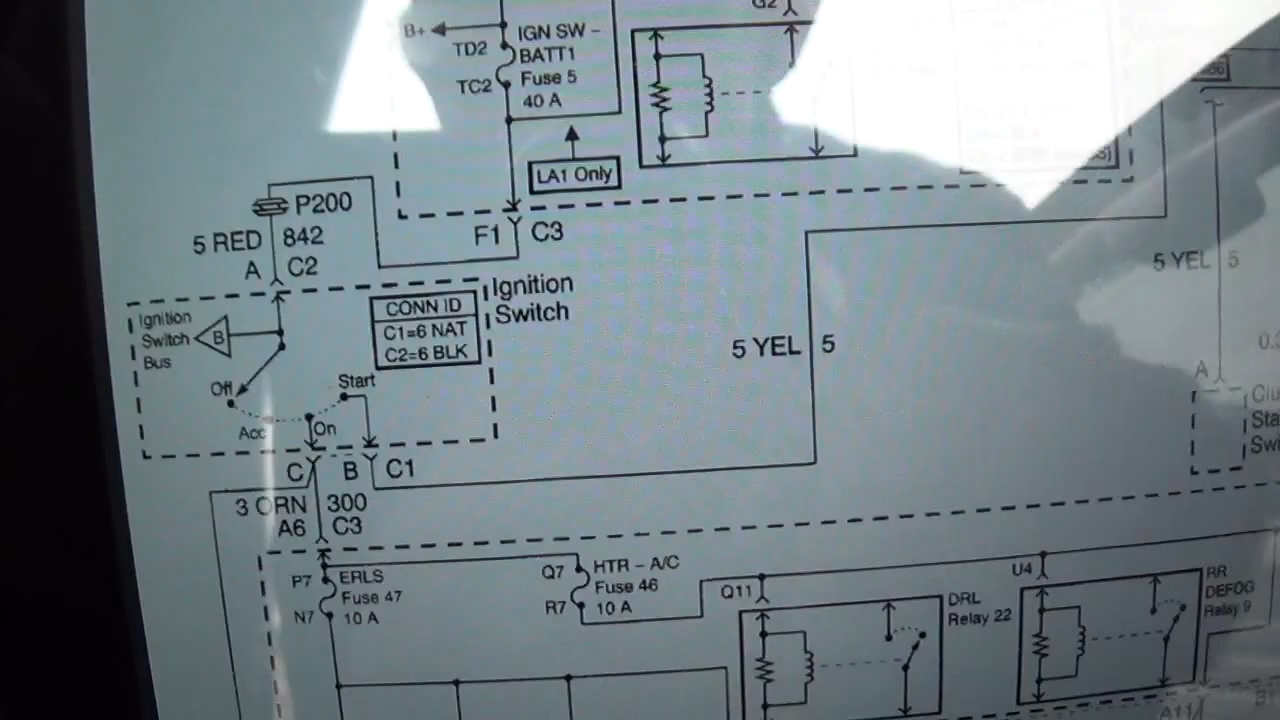 G2
B+
TD2
IGN SW –
BATT1
Fuse 5
40 A
TC2
LA1 Only
P200
5 RED 842
A C2
F1 C3
Ignition
Switch
CONN ID
C1=6 NAT
C2=6 BLK
Ignition
Switch
Bus
B
Off
Acc
On
Start
C B C1
3 ORN 300
A6 C3
5 YEL 5
5 YEL 5
A
P7
ERLS
Fuse 47
10 A
N7
Q7
HTR – A/C
Fuse 46
10 A
R7
Q11
DRL
Relay 22
U4
RR
DEFOG
Relay 9
A11